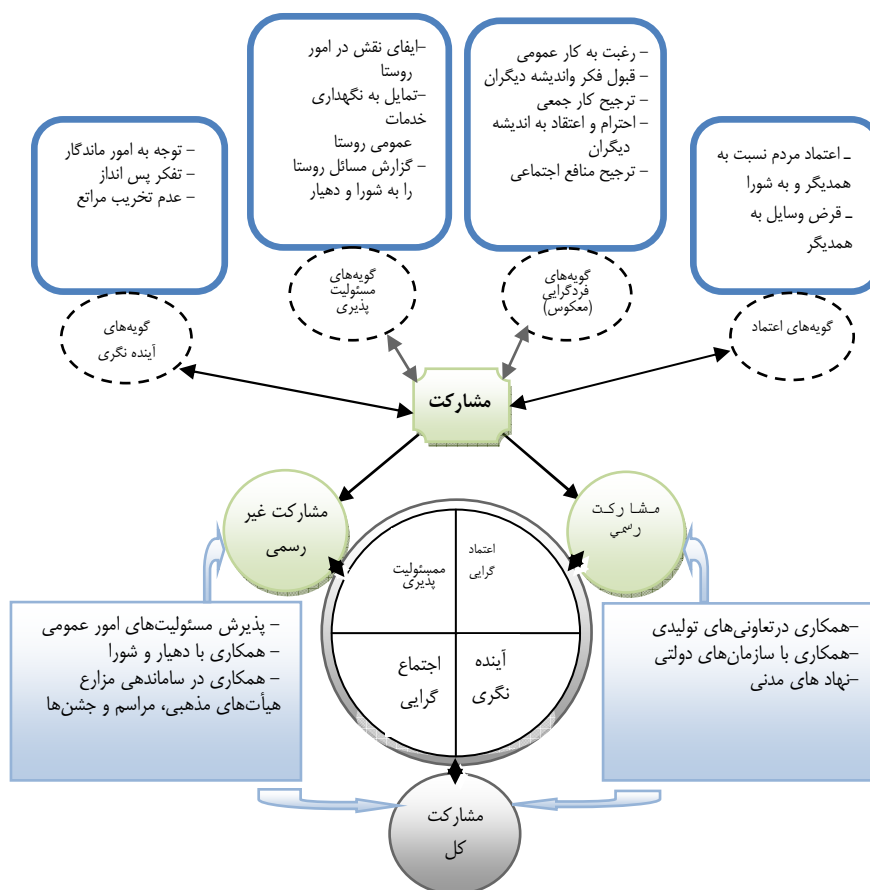 ـ اعتماد مردم نسبت به
همدیگر و به شورا
ـ قرض وسایل به
همدیگر
گویه‌های اعتماد
– رغبت به کار عمومی
– قبول فکر واندیشه دیگران
– ترجیح کار جمعی
– احترام و اعتقاد به اندیشه
دیگران
– ترجیح منافع اجتماعی
گویه‌های
فردگرایی
(معکوس)
–ایفای نقش در امور
روستا
–تمایل به نگهداری
خدمات
عمومی روستا
– گزارش مسائل روستا
را به شورا و دهیار
گویه‌های
مسئولیت
پذیری
– توجه به امور ماندگار
– تفکر پس انداز
– عدم تخریب مراتع
گویه‌های
آینده نگری
مشارکت
مشارکت
رسمي
مشارکت غیر
رسمی
اعتماد
گرایی
ممسئولیت
پذیری
آینده
نگری
اجتماع
گرایی
–همکاری درتعاونی‌های تولیدی
–همکاری با سازمان‌های دولتی
–نهاد های مدنی
– پذیرش مسئولیت‌های امور عمومی
– همکاری با دهیار و شورا
– همکاری در ساماندهی مزارع
هیأت‌های مذهبی، مراسم و جشن‌ها
مشارکت
کل